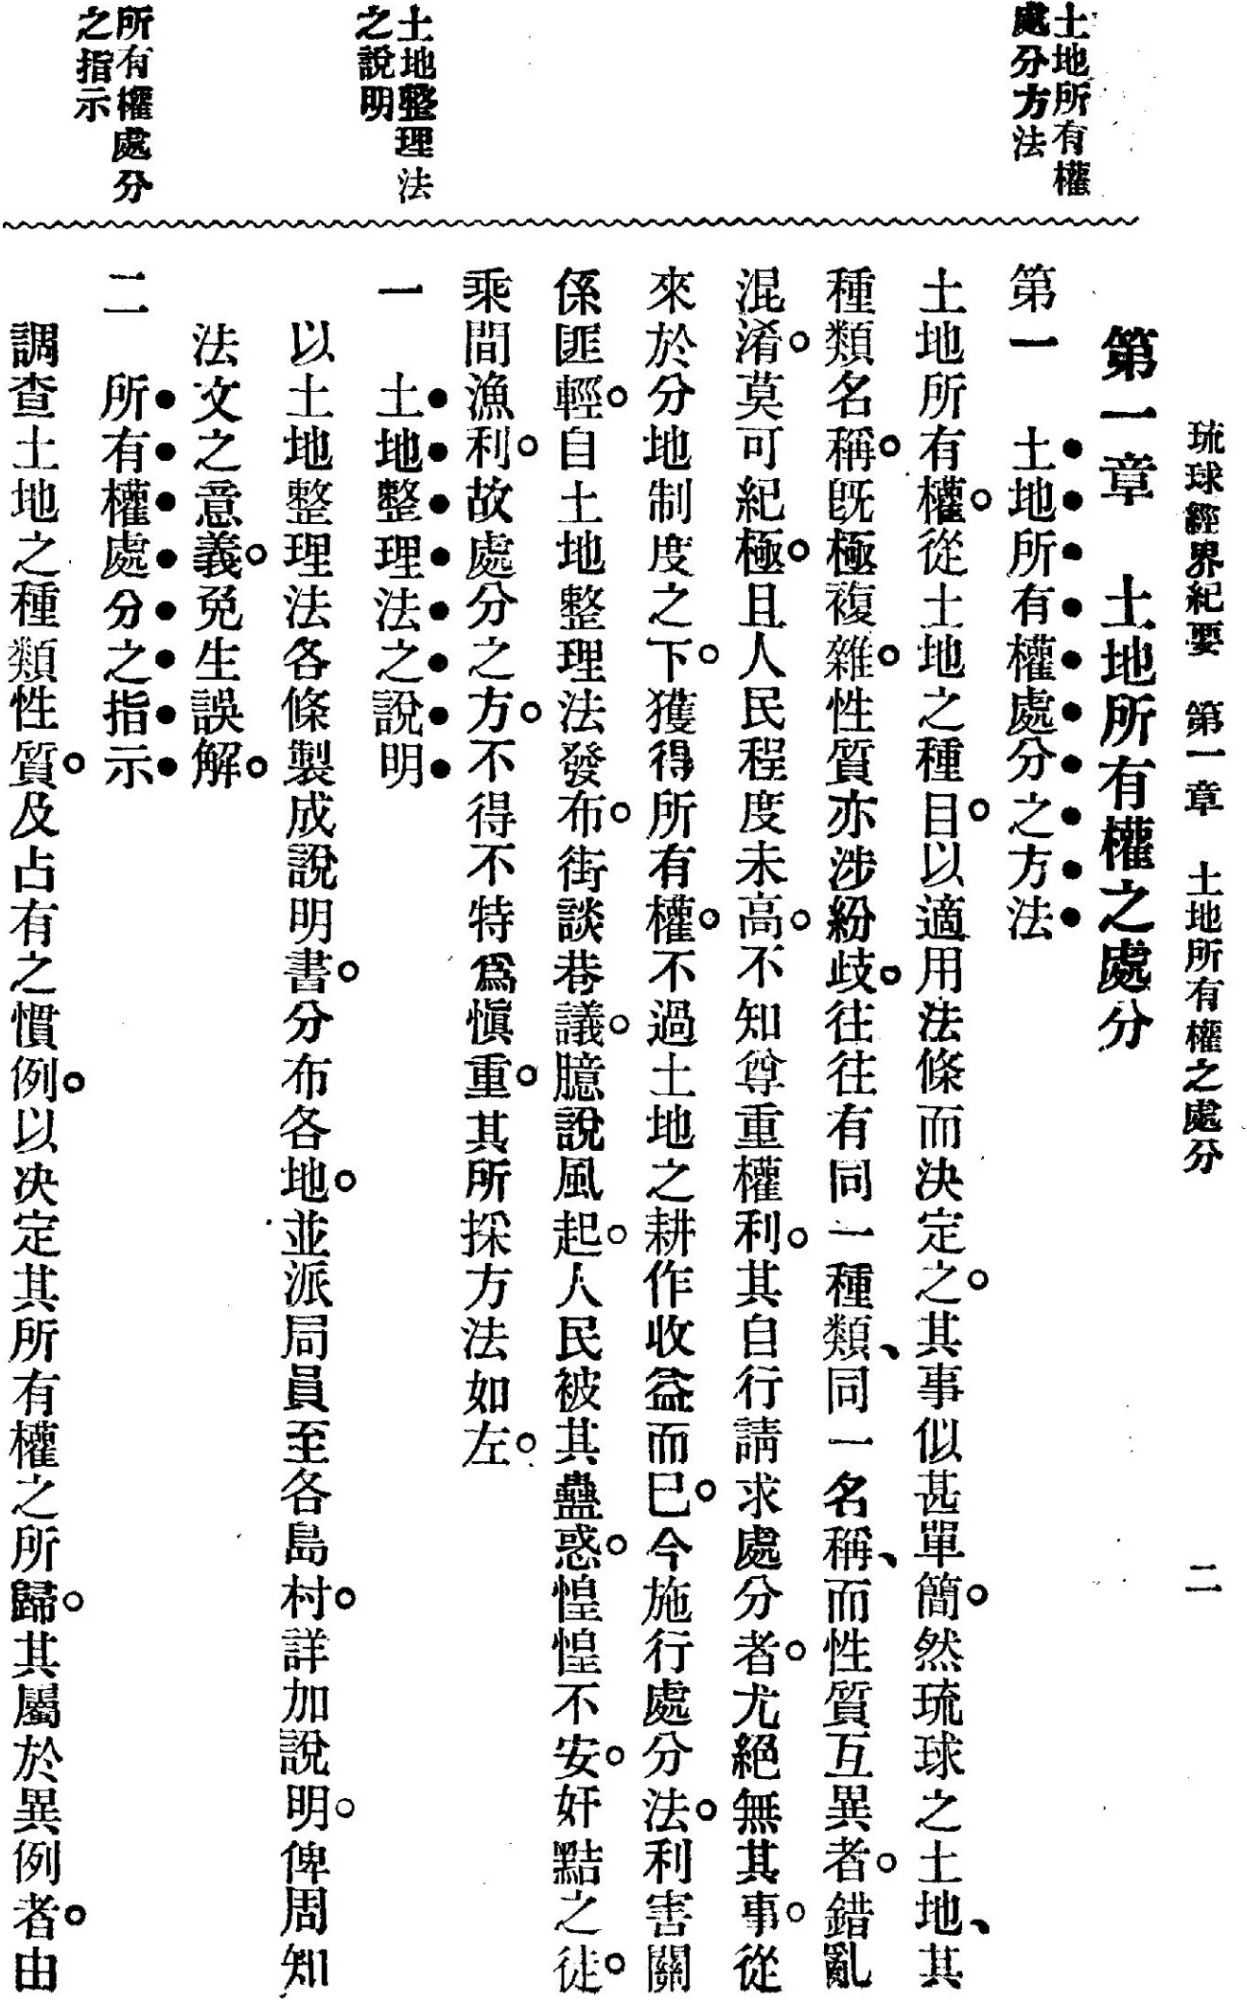 琉球經界紀要　第一章　土地所有權之處分　二
土地所有權
處分方法
土地整理法
之說明
所有權處分
之指示
第一章　土地所有權之處分
第一　土地所有權處分之方法
土地所有權。從土地之種目。以適用法條而決定之。其事似甚單簡。然琉球之土地、其
種類名稱。旣極複雜。性質亦涉紛歧。往往有同一種類、同一名稱、而性質互異者。錯亂
混淆。莫可紀極。且人民程度未高。不知尊重權利。其自行請求處分者。尤絕無其事。從
來於分地制度之下。獲得所有權。不過土地之耕作收益而已。今施行處分法。利害關
係匪輕。自土地整理法發布。街談巷議。臆說風起。人民被其蠱惑。惶惶不安。奸黠之徒。
乘間漁利。故處分之方。不得不特爲愼重。其所採方法如左。
一　土地整理法之說明
以土地整理法各條製成說明書。分布各地。並派局員至各島村。詳加說明。俾周知
法文之意義。免生誤解。
二　所有權處分之指示
調查土地之種類性質。及占有之慣例。以決定其所有權之所歸。其屬於異例者。由